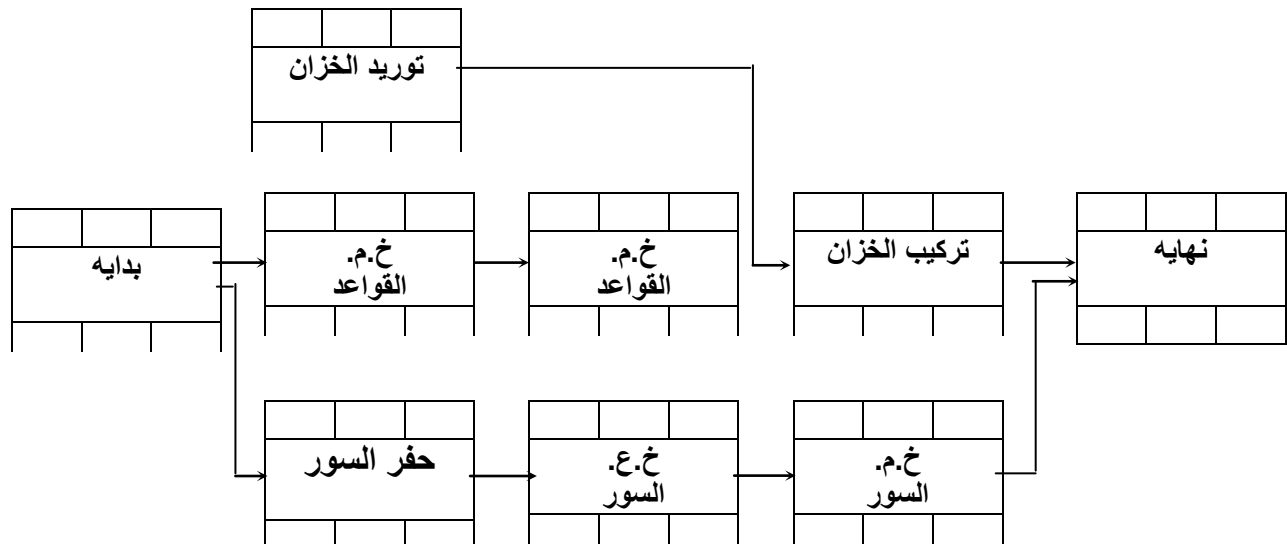 توريد الخزان
بدايه
خ.م.
القواعد
خ.م.
القواعد
تركيب الخزان
نهايه
حفر السور
خ.ع.
السور
خ.م.
السور